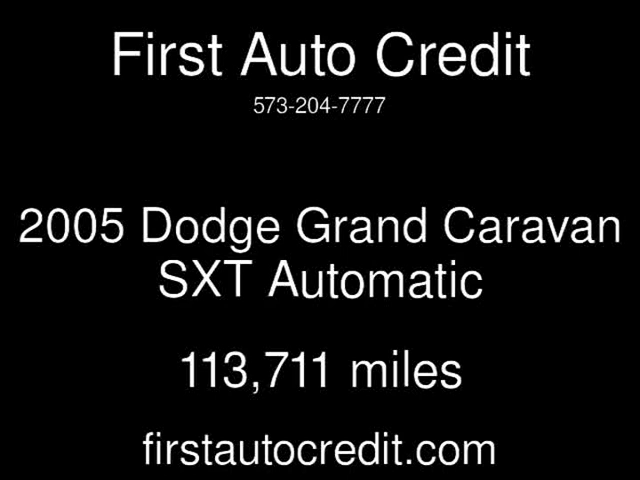 First Auto Credit
573-204-7777
2005 Dodge Grand Caravan
SXT Automatic
113,711 miles
firstautocredit.com